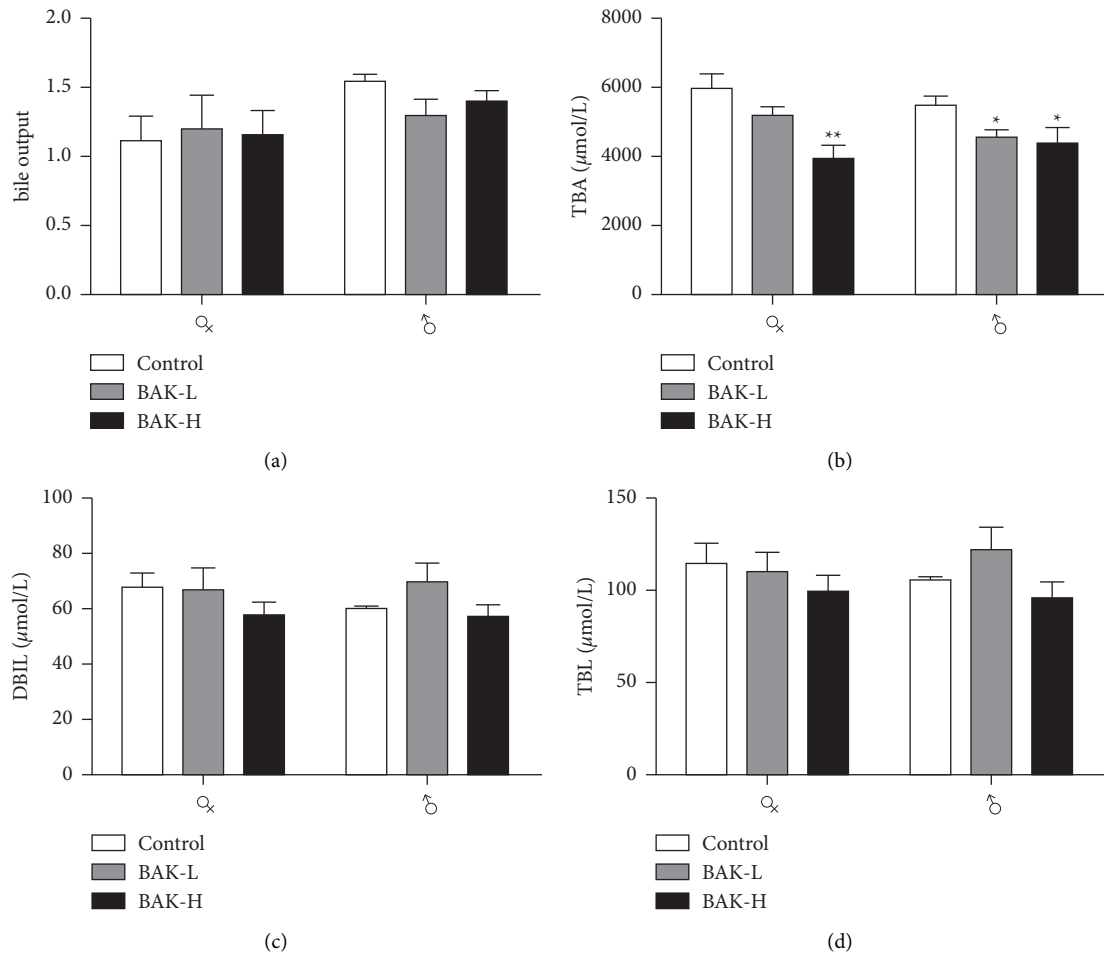 2.0
1.5
1.0
0.5
0.0
bile output
♀
♂
Control
BAK-L
BAK-H
(a)
8000
6000
4000
2000
0
TBA (μmol/L)
**
*
*
♀
♂
Control
BAK-L
BAK-H
(b)
100
80
60
40
20
0
DBIL (μmol/L)
♀
♂
Control
BAK-L
BAK-H
(c)
150
100
50
0
TBL (μmol/L)
♀
♂
Control
BAK-L
BAK-H
(d)